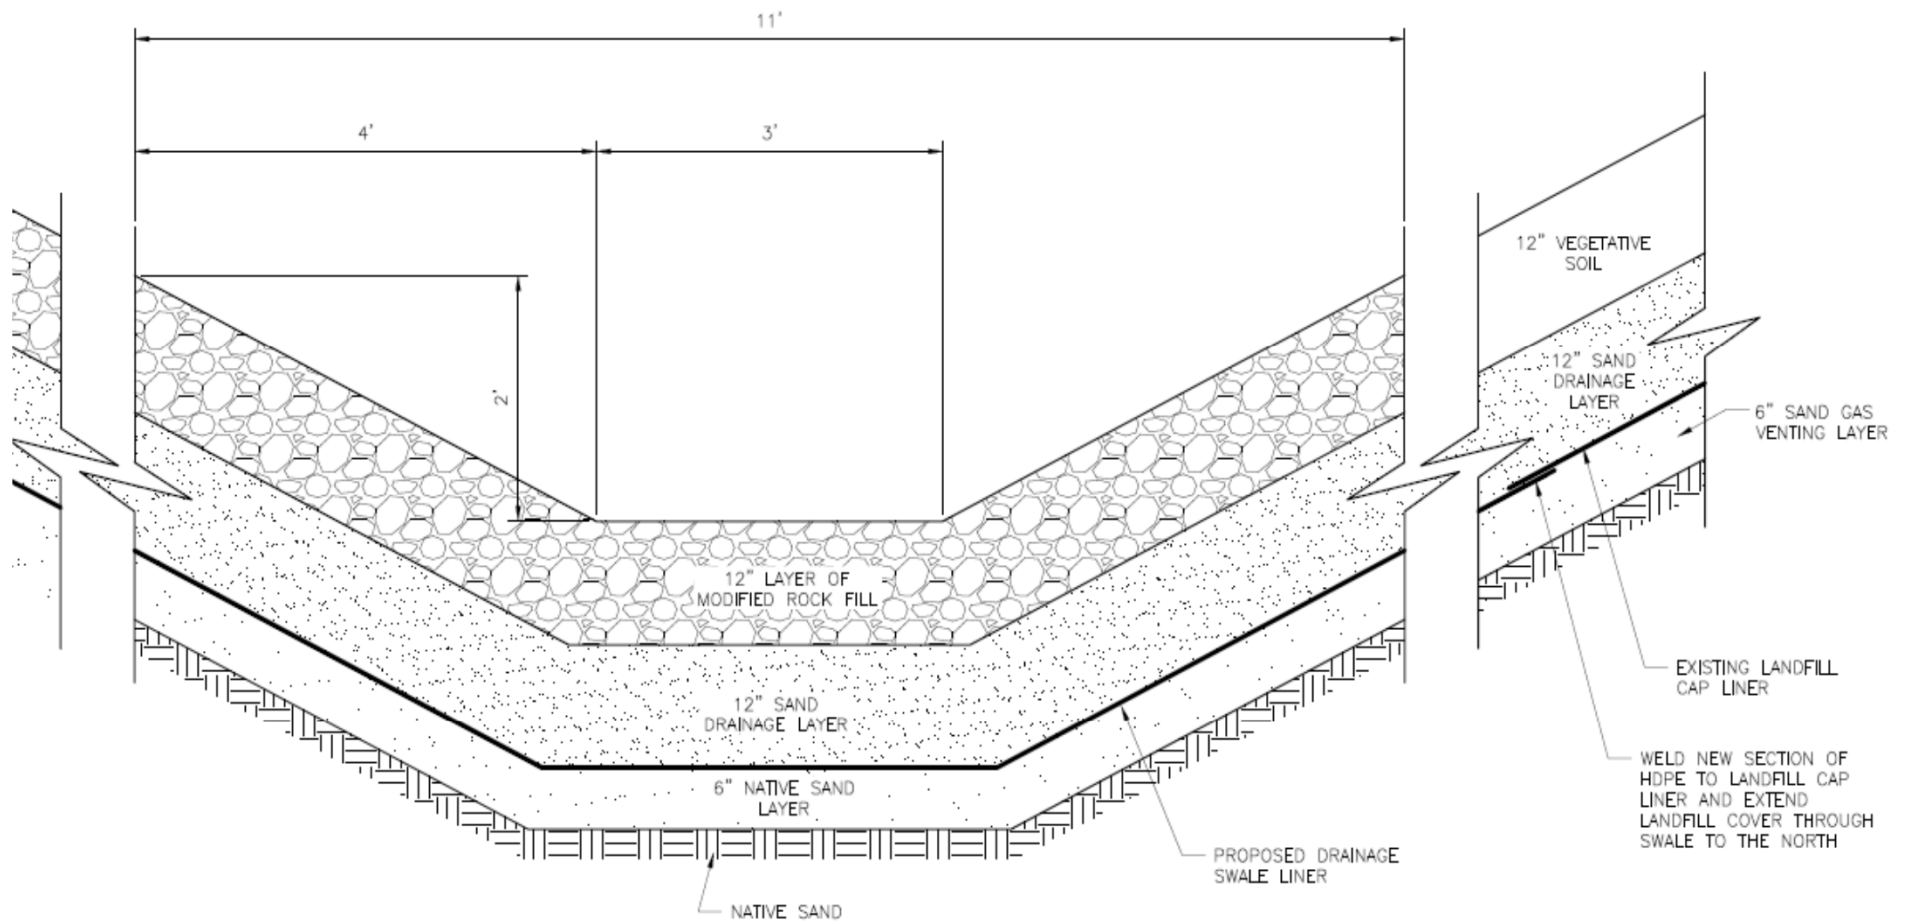 11'
4'
3'
2'
12" VEGETATIVE
SOIL
12" SAND
DRAINAGE
LAYER
6" SAND GAS
VENTING LAYER
12" LAYER OF
MODIFIED ROCK FILL
12" SAND
DRAINAGE LAYER
6" NATIVE SAND
LAYER
EXISTING LANDFILL
CAP LINER
WELD NEW SECTION OF
HDPE TO LANDFILL CAP
LINER AND EXTEND
LANDFILL COVER THROUGH
SWALE TO THE NORTH
PROPOSED DRAINAGE
SWALE LINER
NATIVE SAND